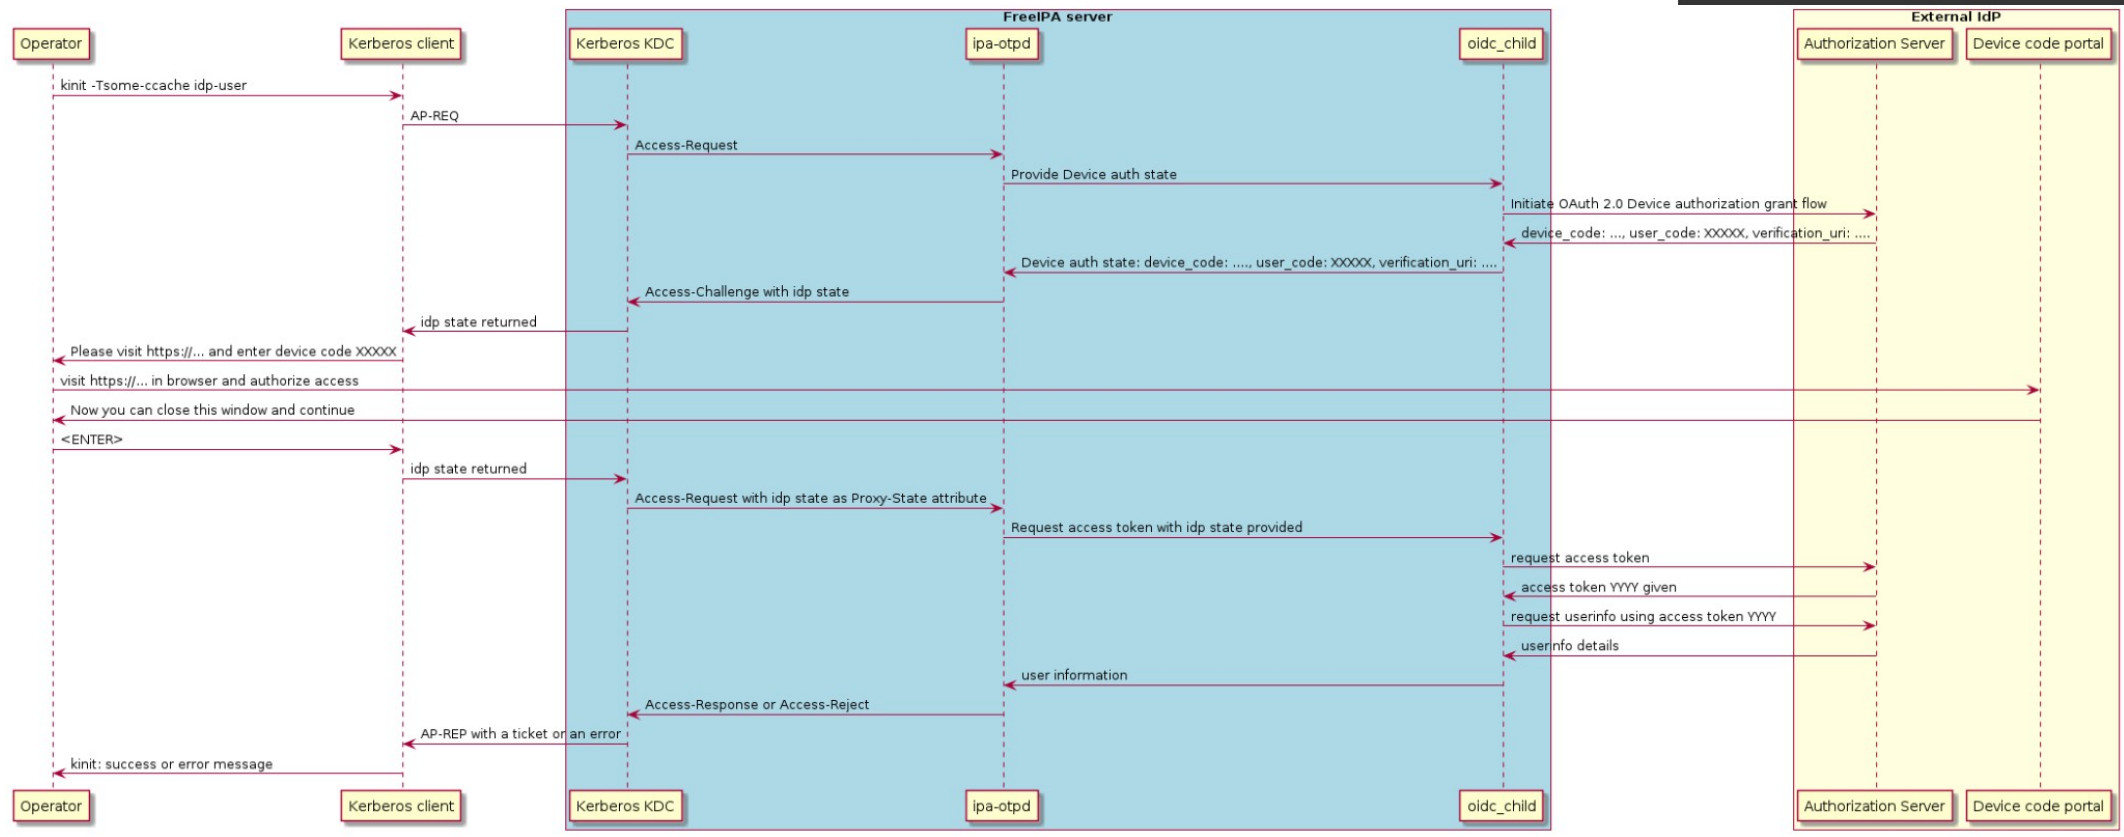 FreeIPA server
External IdP
Operator
Kerberos client
Kerberos KDC
ipa-otpd
oidc_child
Authorization Server
Device code portal
kinit -Tsome-ccache idp-user
AP-REQ
Access-Request
Provide Device auth state
Initiate OAuth 2.0 Device authorization grant flow
device_code: ..., user_code: XXXXX, verification_uri: ....
Device auth state: device_code: ...., user_code: XXXXX, verification_uri: ....
Access-Challenge with idp state
idp state returned
Please visit https://... and enter device code XXXXX
visit https://... in browser and authorize access
Now you can close this window and continue
<ENTER>
idp state returned
Access-Request with idp state as Proxy-State attribute
Request access token with idp state provided
request access token
access token YYYY given
request userinfo using access token YYYY
userinfo details
user information
Access-Response or Access-Reject
AP-REP with a ticket or an error
kinit: success or error message
Operator
Kerberos client
Kerberos KDC
ipa-otpd
oidc_child
Authorization Server
Device code portal